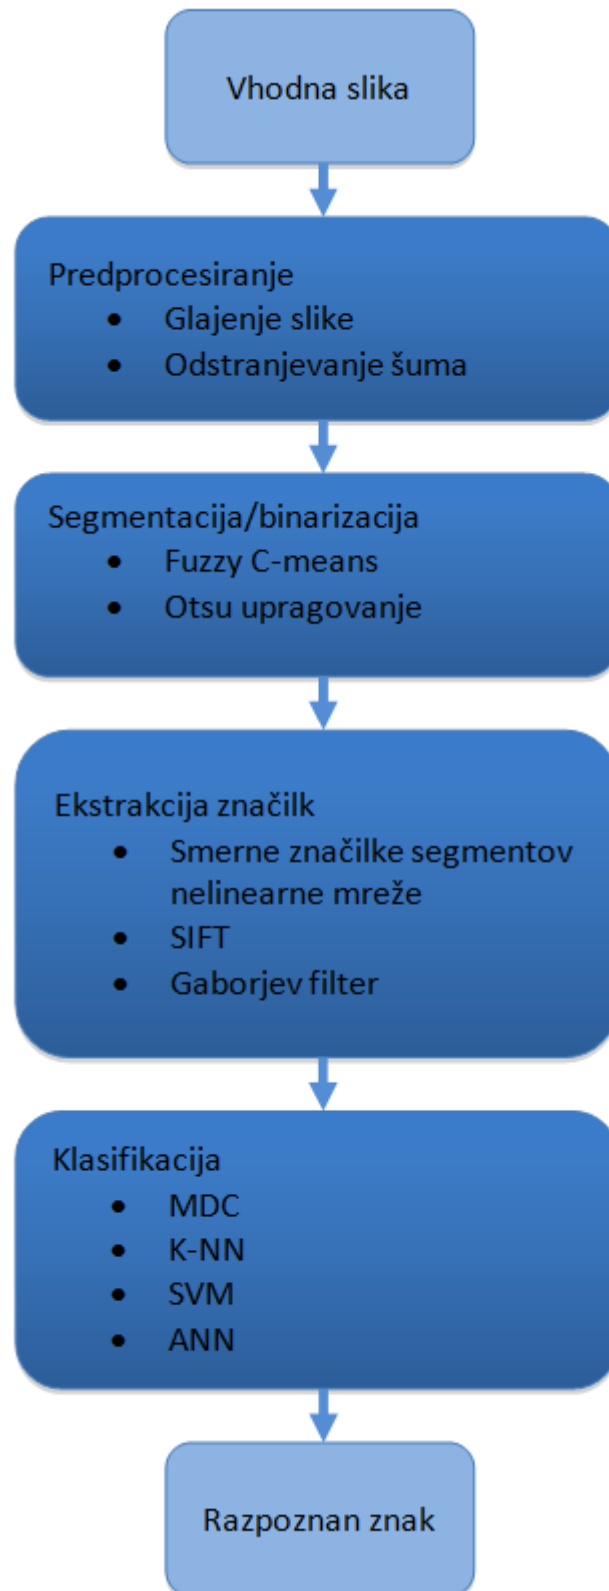 Vhodna slika
Predprocesiranje
• Glajenje slike
• Odstranjevanje šuma
Segmentacija/binarizacija
• Fuzzy C-means
• Otsu upragovanje
Ekstrakcija značilk
• Smerne značilke segmentov
nelinearne mreže
• SIFT
• Gaborjev filter
Klasifikacija
• MDC
• K-NN
• SVM
• ANN
Razpoznan znak